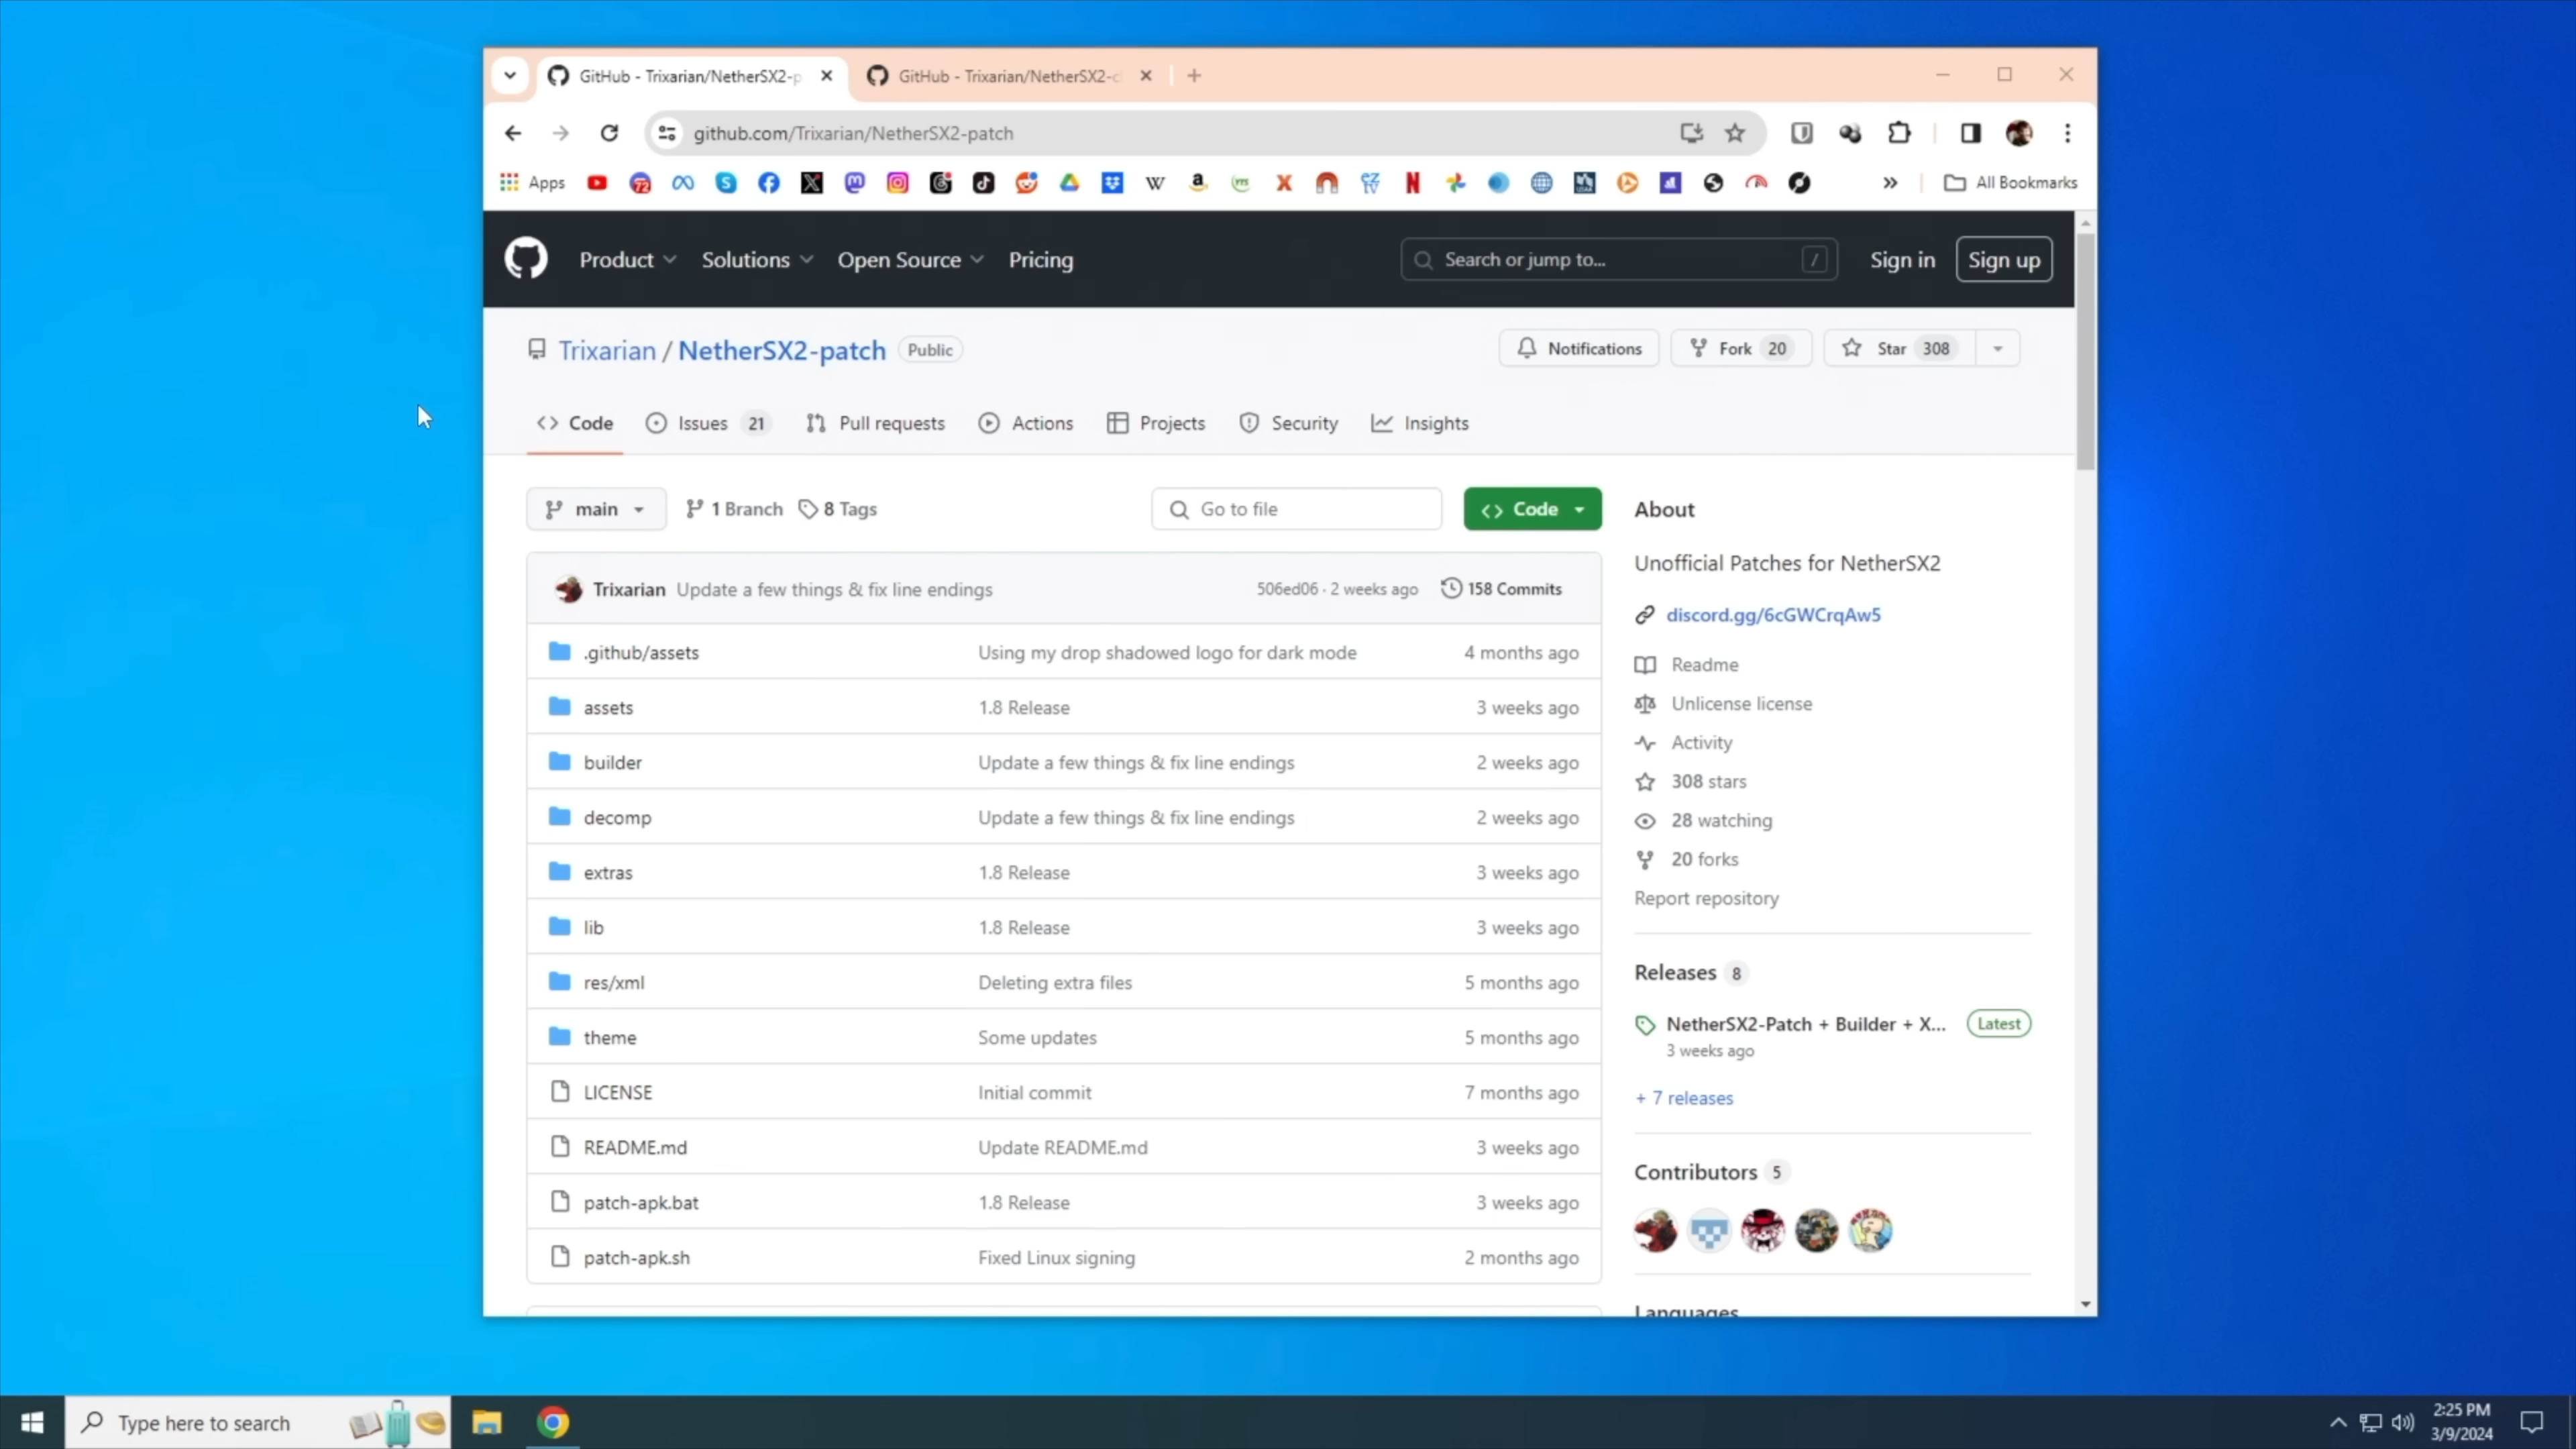 GitHub - Trixarian/NetherSX2-p
GitHub - Trixarian/NetherSX2-cl
github.com/Trixarian/NetherSX2-patch
Apps
All Bookmarks
Product
Solutions
Open Source
Pricing
Search or jump to...
/
Sign in
Sign up
Trixarian / NetherSX2-patch
Public
Notifications
Fork 20
Star 308
Code
Issues 21
Pull requests
Actions
Projects
Security
Insights
main
1 Branch
8 Tags
Go to file
Code
Trixarian Update a few things & fix line endings 506ed06 · 2 weeks ago 158 Commits
.github/assets Using my drop shadowed logo for dark mode 4 months ago
assets 1.8 Release 3 weeks ago
builder Update a few things & fix line endings 2 weeks ago
decomp Update a few things & fix line endings 2 weeks ago
extras 1.8 Release 3 weeks ago
lib 1.8 Release 3 weeks ago
res/xml Deleting extra files 5 months ago
theme Some updates 5 months ago
LICENSE Initial commit 7 months ago
README.md Update README.md 3 weeks ago
patch-apk.bat 1.8 Release 3 weeks ago
patch-apk.sh Fixed Linux signing 2 months ago
About
Unofficial Patches for NetherSX2
discord.gg/6cGWCrqAw5
Readme
Unlicense license
Activity
308 stars
28 watching
20 forks
Report repository
Releases 8
NetherSX2-Patch + Builder + X...
Latest
3 weeks ago
+ 7 releases
Contributors 5
Languages
Type here to search
2:25 PM
3/9/2024